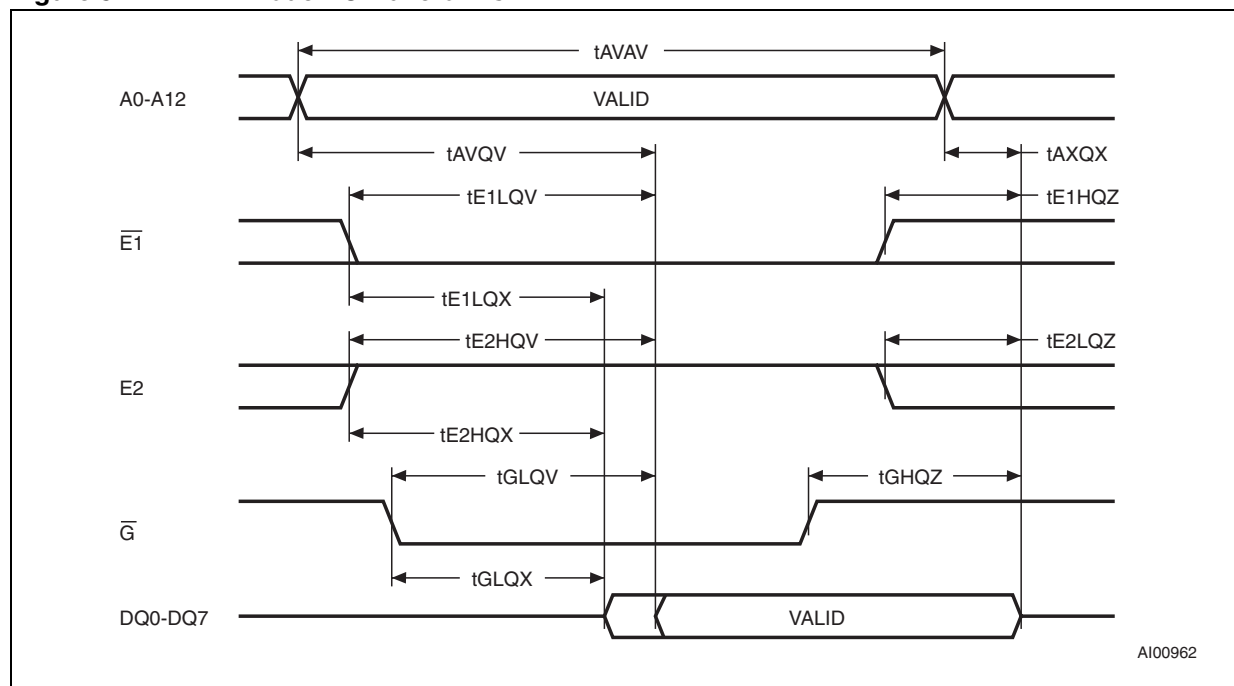 tAVAV
A0-A12
VALID
tAVQV
tAXQX
tE1LQV
tE1HQZ
E1
tE1LQX
tE2HQV
tE2LQZ
E2
tE2HQX
tGLQV
tGHQZ
G
tGLQX
DQ0-DQ7
VALID
AI00962